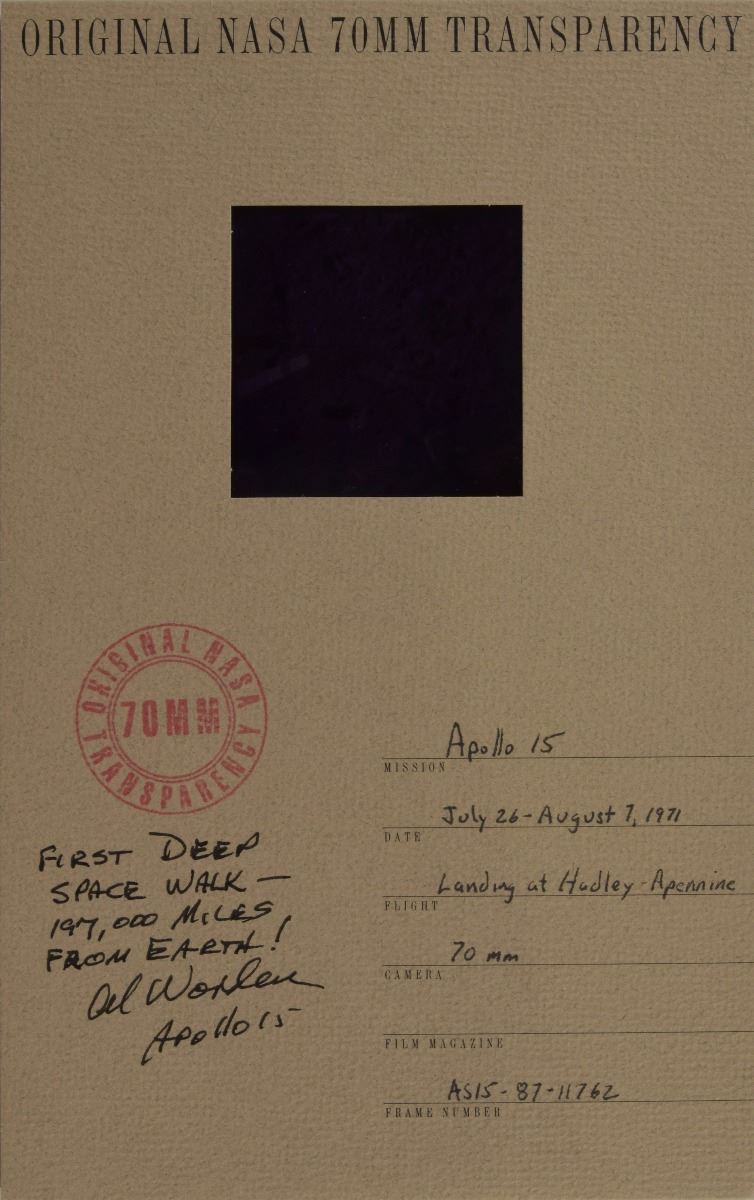 ORIGINAL NASA 70MM TRANSPARENCY
ORIGINAL NASA
70MM
TRANSPARENCY
FIRST DEEP
SPACE WALK —
197,000 MILES
FROM EARTH!
Al Worden
Apollo 15
Apollo 15
MISSION
July 26 - August 7, 1971
DATE
Landing at Hadley-Apennine
FLIGHT
70 mm
CAMERA
FILM MAGAZINE
AS15-87-11762
FRAME NUMBER